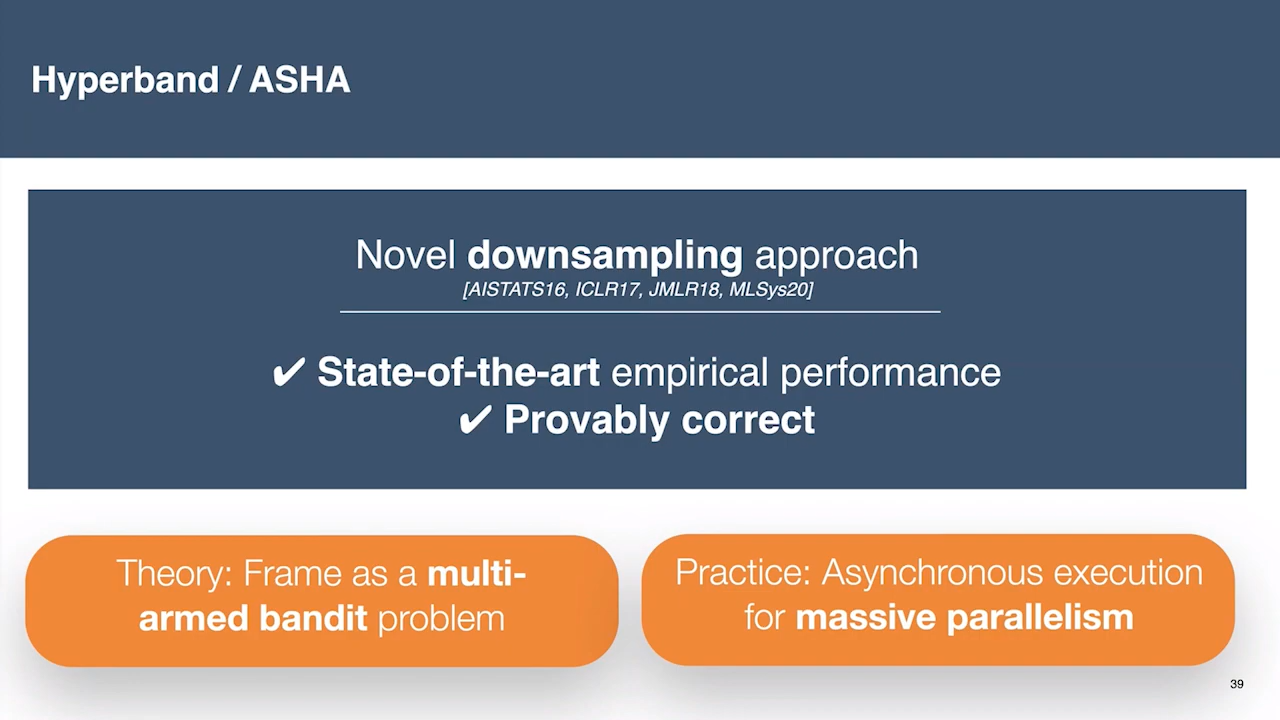 Hyperband / ASHA
Novel downsampling approach
[AISTATS16, ICLR17, JMLR18, MLSys20]
✔ State-of-the-art empirical performance
✔ Provably correct
Theory: Frame as a multi-
armed bandit problem
Practice: Asynchronous execution
for massive parallelism
39